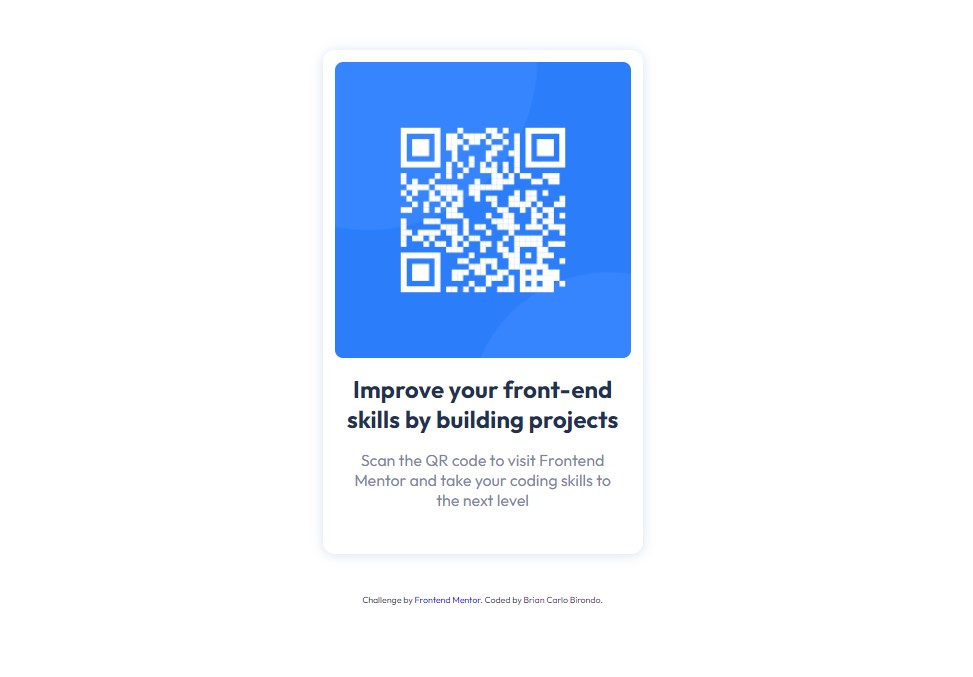 Improve your front-end
skills by building projects
Scan the QR code to visit Frontend
Mentor and take your coding skills to
the next level
Challenge by Frontend Mentor. Coded by Brian Carlo Birondo.